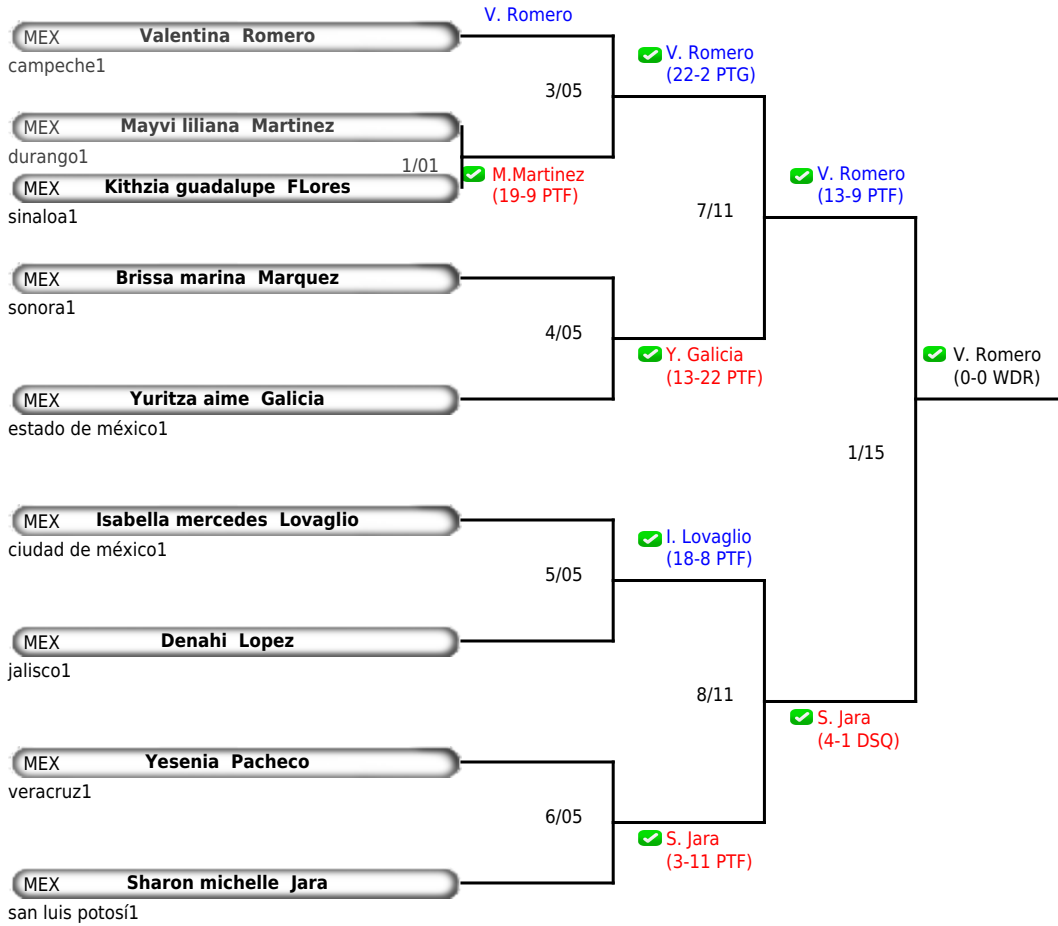 V. Romero
MEX Valentina Romero
campeche1
V. Romero
(22-2 PTG)
3/05
MEX Mayvi liliana Martinez
durango1
1/01
M.Martinez
(19-9 PTF)
MEX Kithzia guadalupe FLores
sinaloa1
V. Romero
(13-9 PTF)
7/11
MEX Brissa marina Marquez
sonora1
4/05
Y. Galicia
(13-22 PTF)
V. Romero
(0-0 WDR)
MEX Yuritza aime Galicia
estado de méxico1
1/15
MEX Isabella mercedes Lovaglio
ciudad de méxico1
I. Lovaglio
(18-8 PTF)
5/05
MEX Denahi Lopez
jalisco1
8/11
S. Jara
(4-1 DSQ)
MEX Yesenia Pacheco
veracruz1
6/05
S. Jara
(3-11 PTF)
MEX Sharon michelle Jara
san luis potosí1